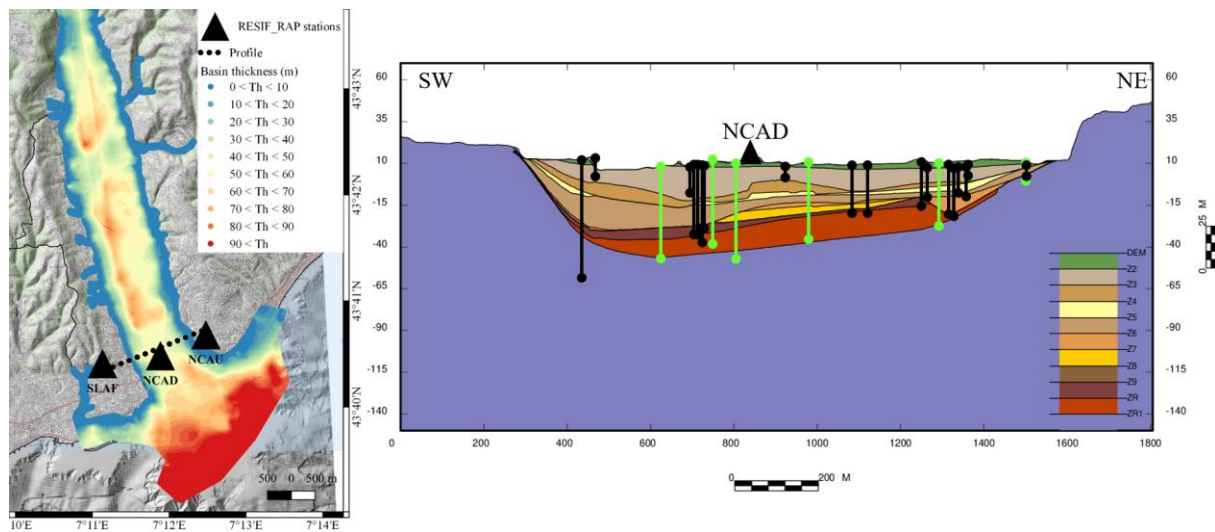 RESIF_RAP stations
Profile
Basin thickness (m)
0 < Th < 10
10 < Th < 20
20 < Th < 30
30 < Th < 40
40 < Th < 50
50 < Th < 60
60 < Th < 70
70 < Th < 80
80 < Th < 90
90 < Th
43°43'N
43°42'N
43°41'N
43°40'N
NCAU
SLAF
NCAD
500 0 500 m
10'E 7°11'E 7°12'E 7°13'E 7°14'E
SW
NE
NCAD
60
35
10
-15
-40
-65
-90
-115
-140
60
35
10
-15
-40
-65
-90
-115
-140
0 200 400 600 800 1000 1200 1400 1600 1800
0 25 M
DEM
Z2
Z3
Z4
Z5
Z6
Z7
Z8
Z9
ZR
ZR1
0 200 M